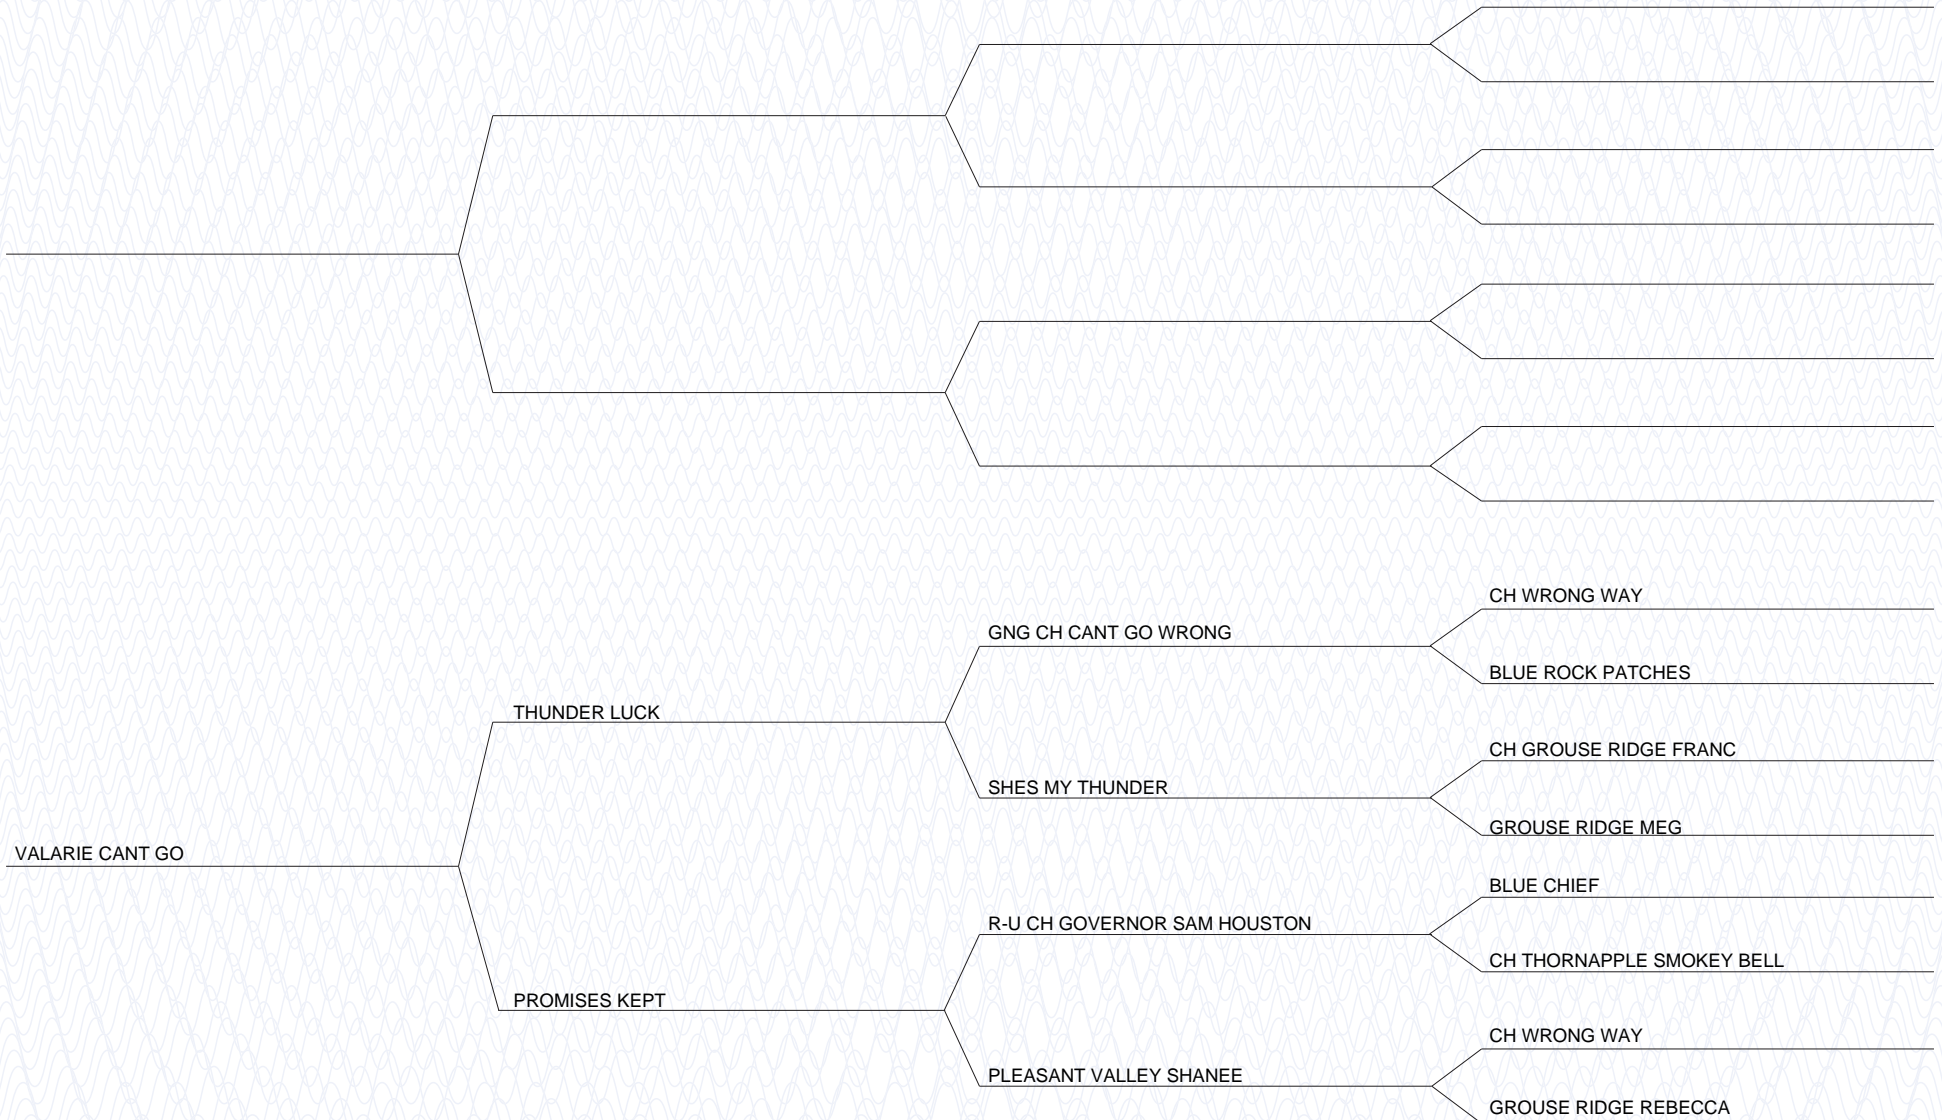 CH WRONG WAY
GNG CH CANT GO WRONG
BLUE ROCK PATCHES
THUNDER LUCK
CH GROUSE RIDGE FRANC
SHES MY THUNDER
GROUSE RIDGE MEG
VALARIE CANT GO
BLUE CHIEF
R-U CH GOVERNOR SAM HOUSTON
CH THORNAPPLE SMOKEY BELL
PROMISES KEPT
CH WRONG WAY
PLEASANT VALLEY SHANEE
GROUSE RIDGE REBECCA